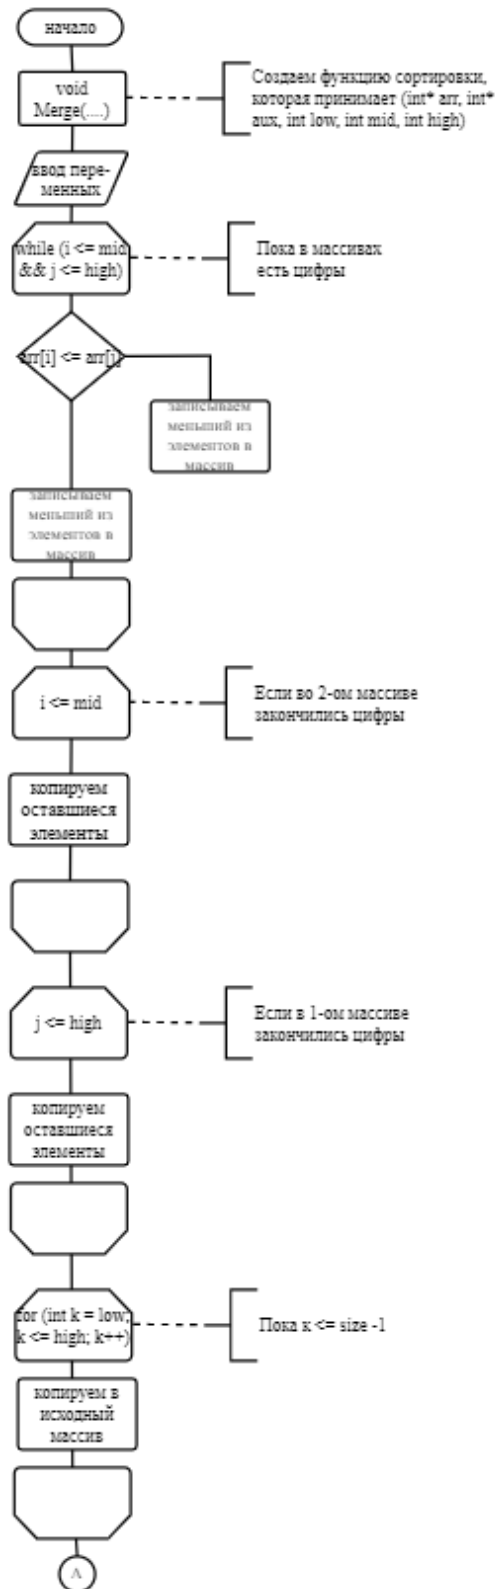 начало
void
Merge(....)
Создаем функцию сортировки,
которая принимает (int* arr, int*
aux, int low, int mid, int high)
ввод пере-
менных
while (i <= mid
&& j <= high)
Пока в массивах
есть цифры
arr[i] <= arr[j]
записываем
меньший из
элементов в
массив
записываем
меньший из
элементов в
массив
i <= mid
Если во 2-ом массиве
закончились цифры
копируем
оставшиеся
элементы
j <= high
Если в 1-ом массиве
закончились цифры
копируем
оставшиеся
элементы
for (int k = low;
k <= high; k++)
Пока к <= size -1
копируем в
исходный
массив
A